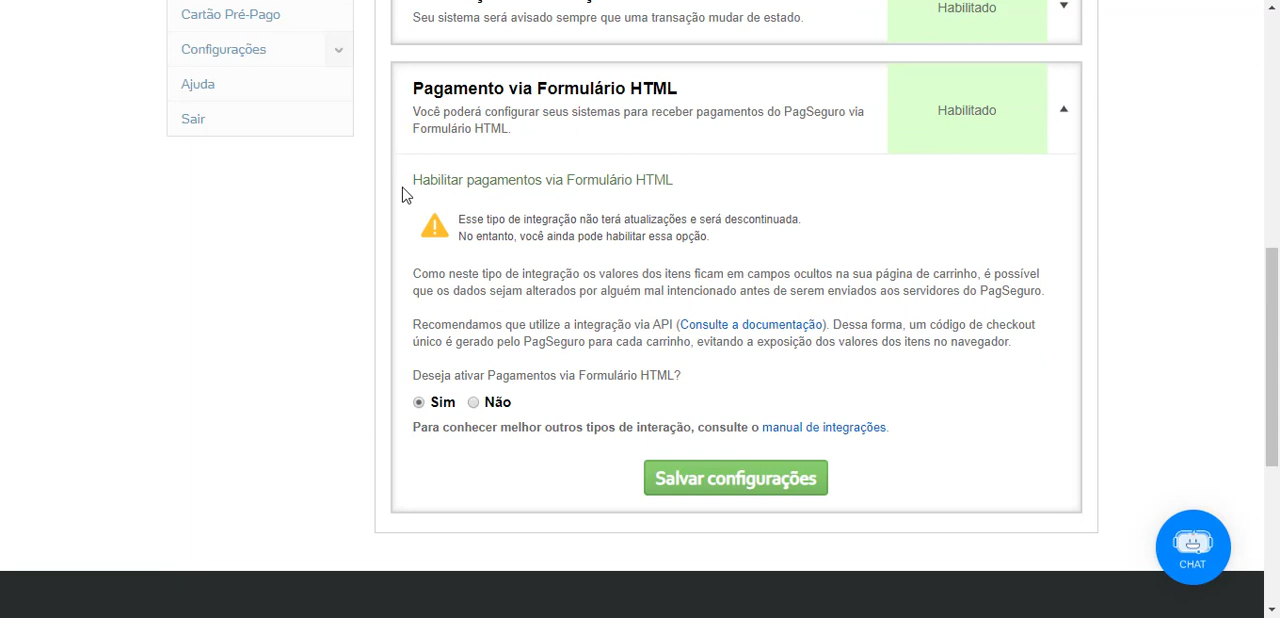 Cartão Pré-Pago
Configurações
Ajuda
Sair
Seu sistema será avisado sempre que uma transação mudar de estado.
Habilitado
Pagamento via Formulário HTML
Você poderá configurar seus sistemas para receber pagamentos do PagSeguro via
Formulário HTML.
Habilitado
Habilitar pagamentos via Formulário HTML
Esse tipo de integração não terá atualizações e será descontinuada.
No entanto, você ainda pode habilitar essa opção.
Como neste tipo de integração os valores dos itens ficam em campos ocultos na sua página de carrinho, é possível
que os dados sejam alterados por alguém mal intencionado antes de serem enviados aos servidores do PagSeguro.
Recomendamos que utilize a integração via API (Consulte a documentação). Dessa forma, um código de checkout
único é gerado pelo PagSeguro para cada carrinho, evitando a exposição dos valores dos itens no navegador.
Deseja ativar Pagamentos via Formulário HTML?
Sim Não
Para conhecer melhor outros tipos de interação, consulte o manual de integrações.
Salvar configurações
CHAT